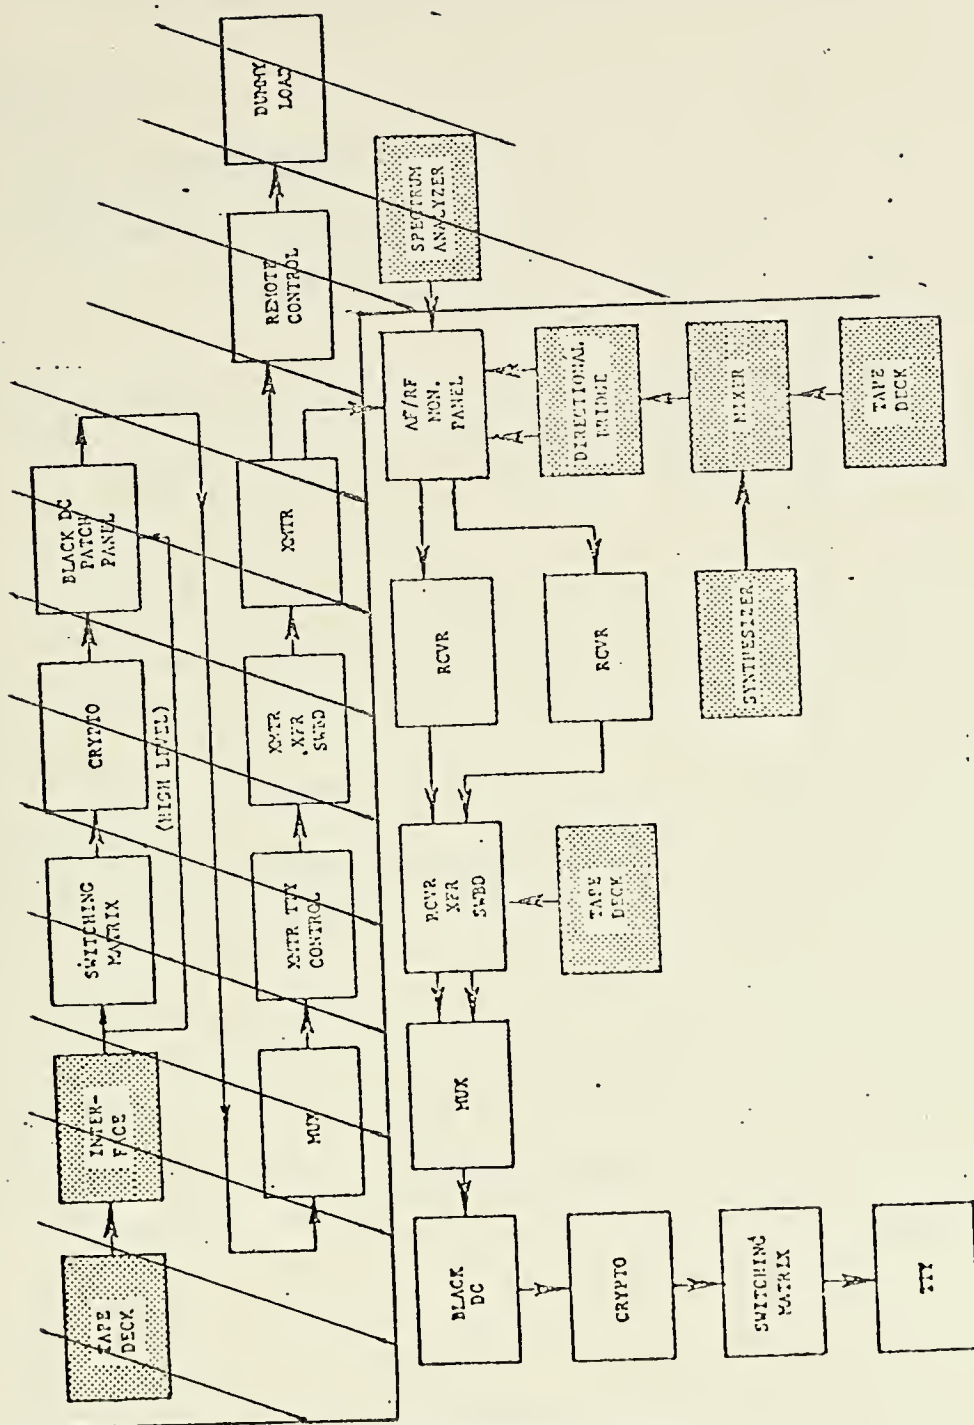 TAPE
DECK
INTER-
FACE
SWITCHING
MATRIX
CRYPTO
BLACK DC
PATCH
PANEL
(HIGH LEVEL)
MUX
XMTR TTY
CONTROL
XMTR
XFR
SWBD
XMTR
REMOTE
CONTROL
DUMMY
LOAD
BLACK
DC
MUX
RCVR
XFR
SWBD
RCVR
AF/RF
MON.
PANEL
SPECTRUM
ANALYZER
CRYPTO
TAPE
DECK
RCVR
DIRECTIONAL
BRIDGE
SWITCHING
MATRIX
SYNTHESIZER
MIXER
TTY
TAPE
DECK